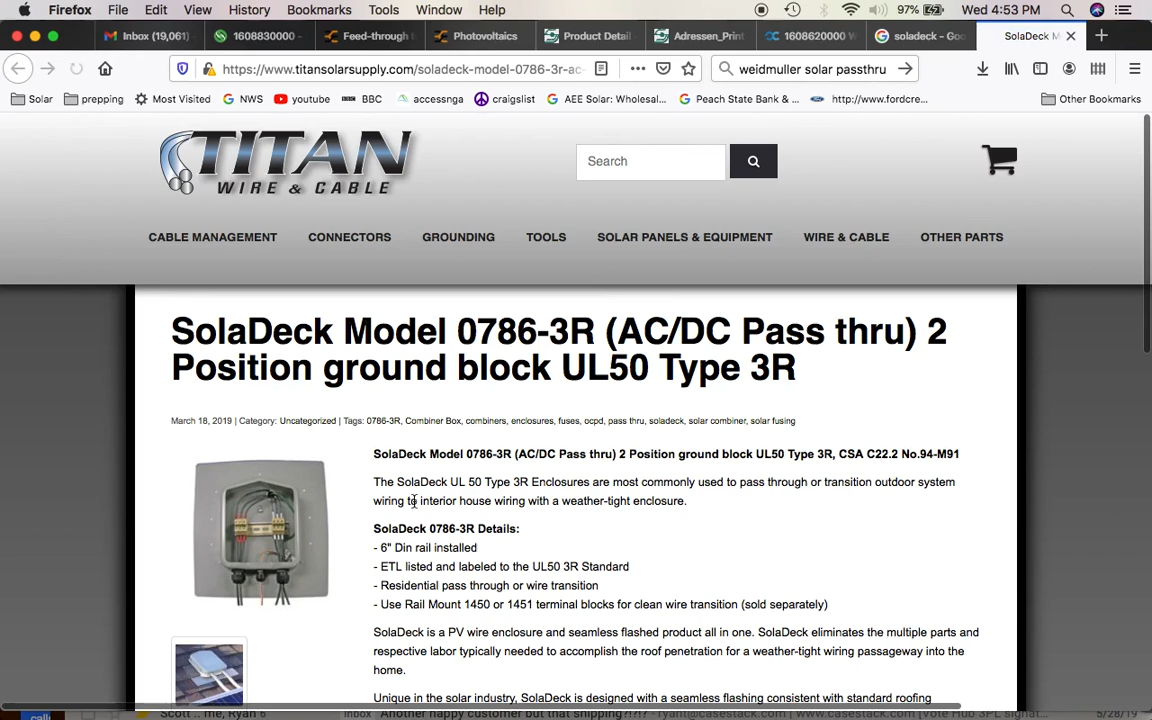 Firefox File Edit View History Bookmarks Tools Window Help 97% Wed 4:53 PM
Inbox (19,061) 1608830000 - Feed-through Photovoltaics Product Detail Adressen_Print 1608620000 W soladeck - Goo SolaDeck M
https://www.titansolarsupply.com/soladeck-model-0786-3r-ac- weidmuller solar passthru
Solar prepping Most Visited NWS youtube BBC accessnga craigslist AEE Solar: Wholesal... Peach State Bank &... http://www.fordcre... Other Bookmarks
TITAN
WIRE & CABLE
Search
CABLE MANAGEMENT CONNECTORS GROUNDING TOOLS SOLAR PANELS & EQUIPMENT WIRE & CABLE OTHER PARTS
SolaDeck Model 0786-3R (AC/DC Pass thru) 2
Position ground block UL50 Type 3R
March 18, 2019 | Category: Uncategorized | Tags: 0786-3R, Combiner Box, combiners, enclosures, fuses, ocpd, pass thru, soladeck, solar combiner, solar fusing
SolaDeck Model 0786-3R (AC/DC Pass thru) 2 Position ground block UL50 Type 3R, CSA C22.2 No.94-M91
The SolaDeck UL 50 Type 3R Enclosures are most commonly used to pass through or transition outdoor system
wiring to interior house wiring with a weather-tight enclosure.
SolaDeck 0786-3R Details:
- 6" Din rail installed
- ETL listed and labeled to the UL50 3R Standard
- Residential pass through or wire transition
- Use Rail Mount 1450 or 1451 terminal blocks for clean wire transition (sold separately)
SolaDeck is a PV wire enclosure and seamless flashed product all in one. SolaDeck eliminates the multiple parts and
respective labor typically needed to accomplish the roof penetration for a weather-tight wiring passageway into the
home.
Unique in the solar industry, SolaDeck is designed with a seamless flashing consistent with standard roofing
Scott .. me, Ryan 6 Inbox Another happy customer but that shipping!!!!! 5/28/19